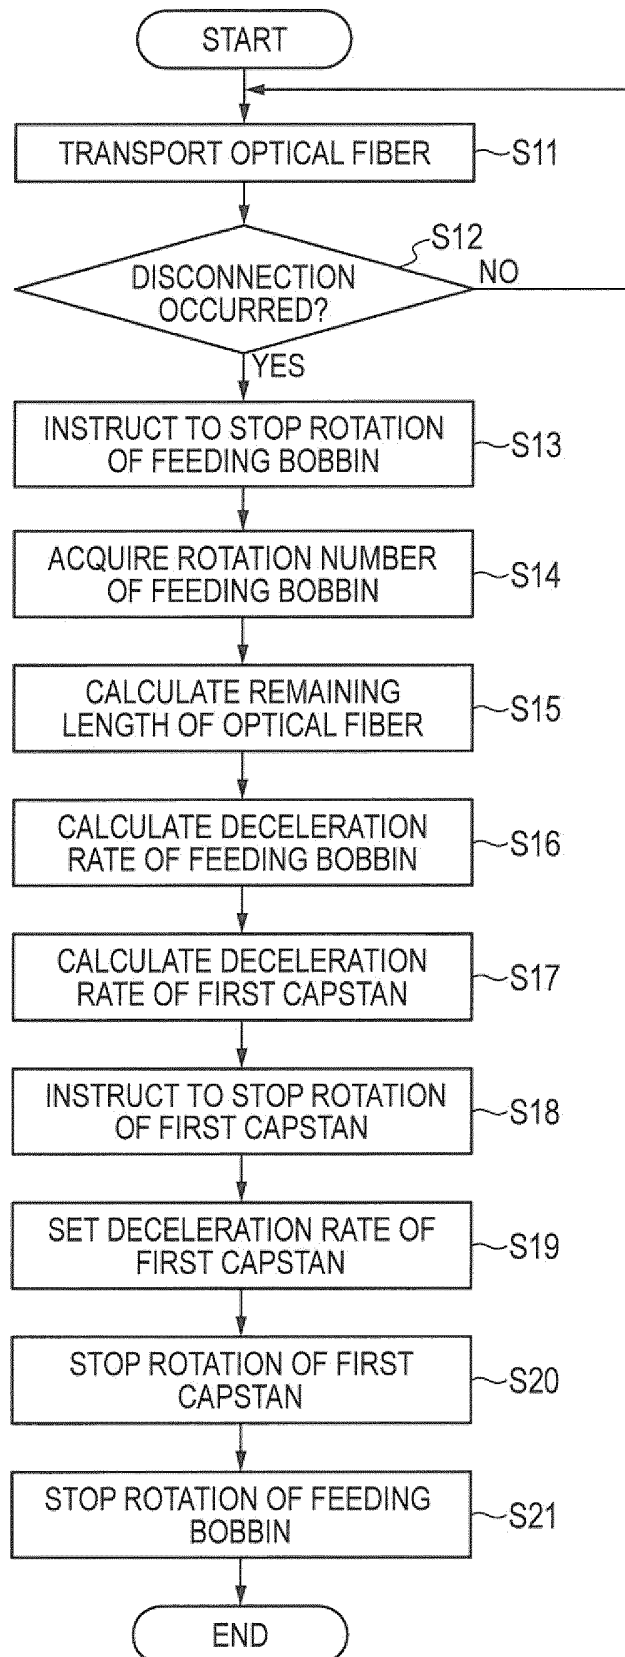 START
TRANSPORT OPTICAL FIBER
S11
S12
DISCONNECTION
OCCURRED?
NO
YES
INSTRUCT TO STOP ROTATION
OF FEEDING BOBBIN
S13
ACQUIRE ROTATION NUMBER
OF FEEDING BOBBIN
S14
CALCULATE REMAINING
LENGTH OF OPTICAL FIBER
S15
CALCULATE DECELERATION
RATE OF FEEDING BOBBIN
S16
CALCULATE DECELERATION
RATE OF FIRST CAPSTAN
S17
INSTRUCT TO STOP ROTATION
OF FIRST CAPSTAN
S18
SET DECELERATION RATE OF
FIRST CAPSTAN
S19
STOP ROTATION OF FIRST
CAPSTAN
S20
STOP ROTATION OF FEEDING
BOBBIN
S21
END